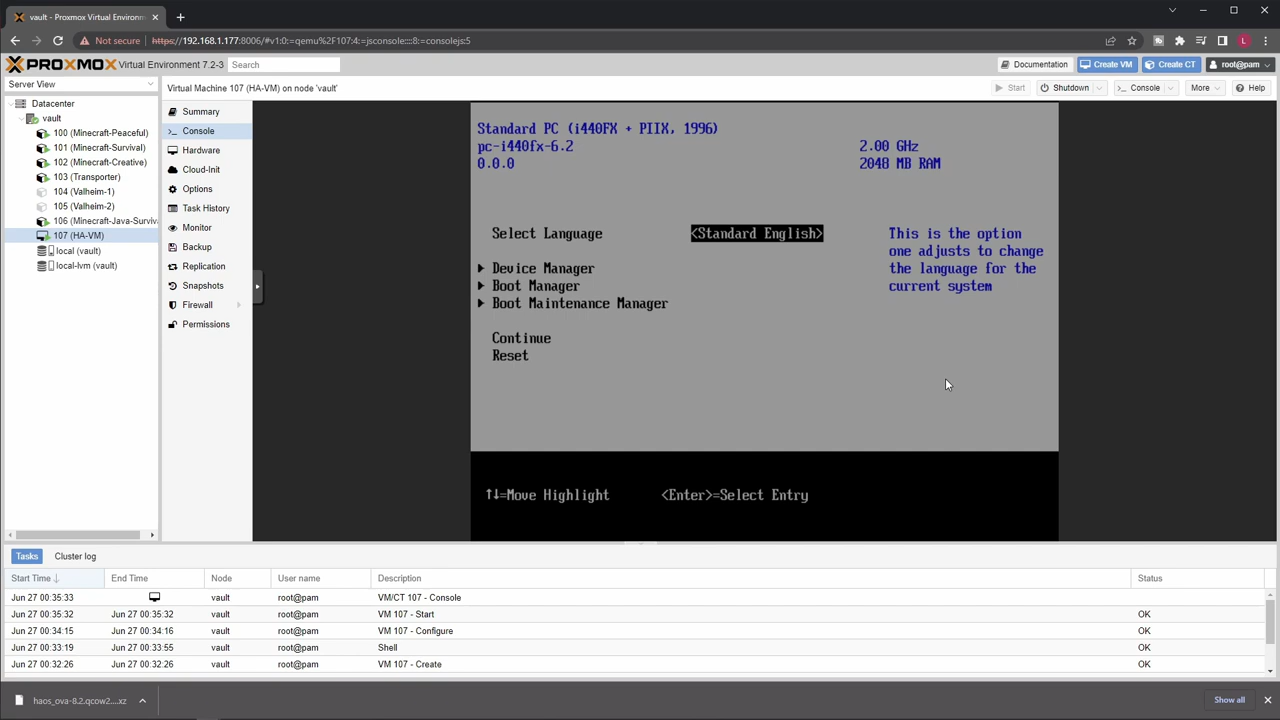 vault - Proxmox Virtual Environm
Not secure https://192.168.1.177:8006/#v1:0:=qemu%2F107:4:=jsconsole::::8:=consolejs:5
L
PROXMOX Virtual Environment 7.2-3 Search Documentation Create VM Create CT root@pam
Server View
Virtual Machine 107 (HA-VM) on node 'vault' Start Shutdown Console More Help
Datacenter
vault
100 (Minecraft-Peaceful)
101 (Minecraft-Survival)
102 (Minecraft-Creative)
103 (Transporter)
104 (Valheim-1)
105 (Valheim-2)
106 (Minecraft-Java-Surviva
107 (HA-VM)
local (vault)
local-lvm (vault)
Summary
Console
Hardware
Cloud-Init
Options
Task History
Monitor
Backup
Replication
Snapshots
Firewall
Permissions
Standard PC (i440FX + PIIX, 1996)
pc-i440fx-6.2 2.00 GHz
0.0.0 2048 MB RAM
Select Language <Standard English> This is the option
one adjusts to change
the language for the
current system
Device Manager
Boot Manager
Boot Maintenance Manager
Continue
Reset
↑↓=Move Highlight <Enter>=Select Entry
Tasks Cluster log
Start Time End Time Node User name Description Status
Jun 27 00:35:33 vault root@pam VM/CT 107 - Console
Jun 27 00:35:32 Jun 27 00:35:32 vault root@pam VM 107 - Start OK
Jun 27 00:34:15 Jun 27 00:34:16 vault root@pam VM 107 - Configure OK
Jun 27 00:33:19 Jun 27 00:33:55 vault root@pam Shell OK
Jun 27 00:32:26 Jun 27 00:32:26 vault root@pam VM 107 - Create OK
haos_ova-8.2.qcow2....xz Show all